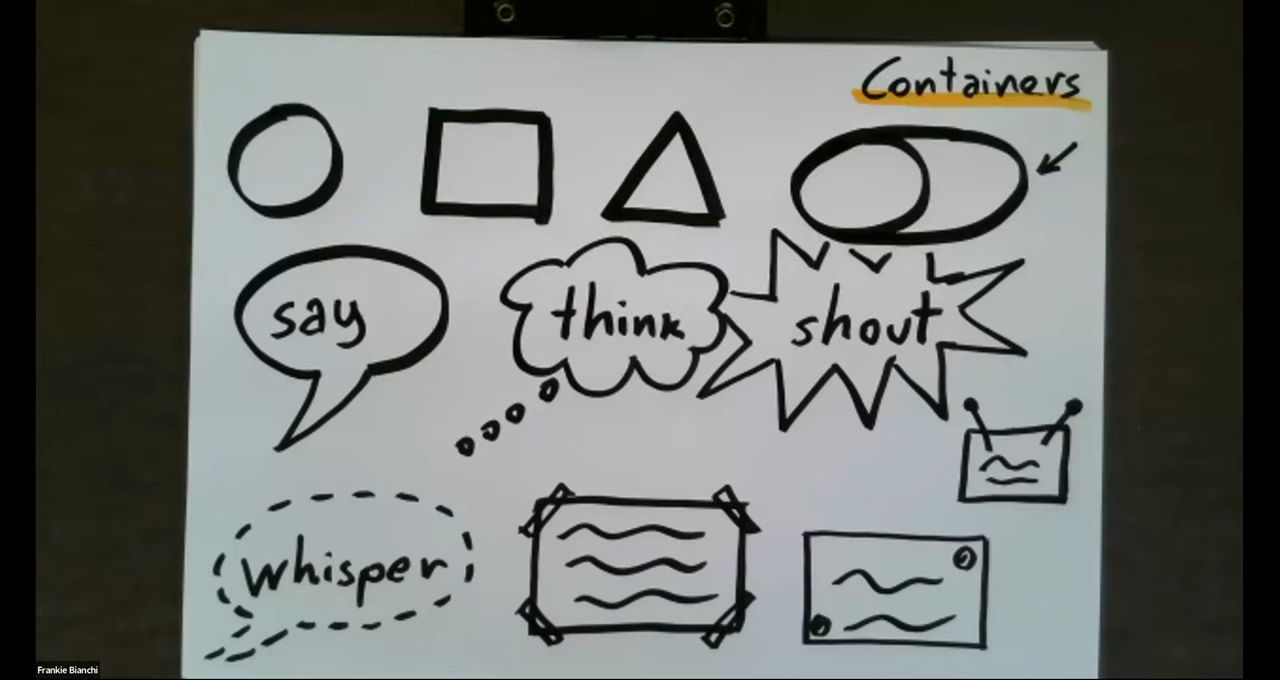 Containers
say
think
shout
whisper
Frankie Bianchi